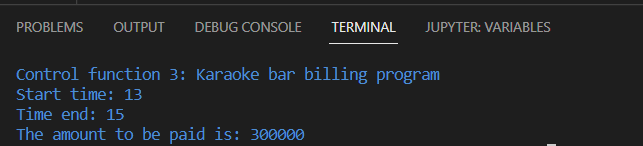 PROBLEMS OUTPUT DEBUG CONSOLE TERMINAL JUPYTER: VARIABLES
Control function 3: Karaoke bar billing program
Start time: 13
Time end: 15
The amount to be paid is: 300000